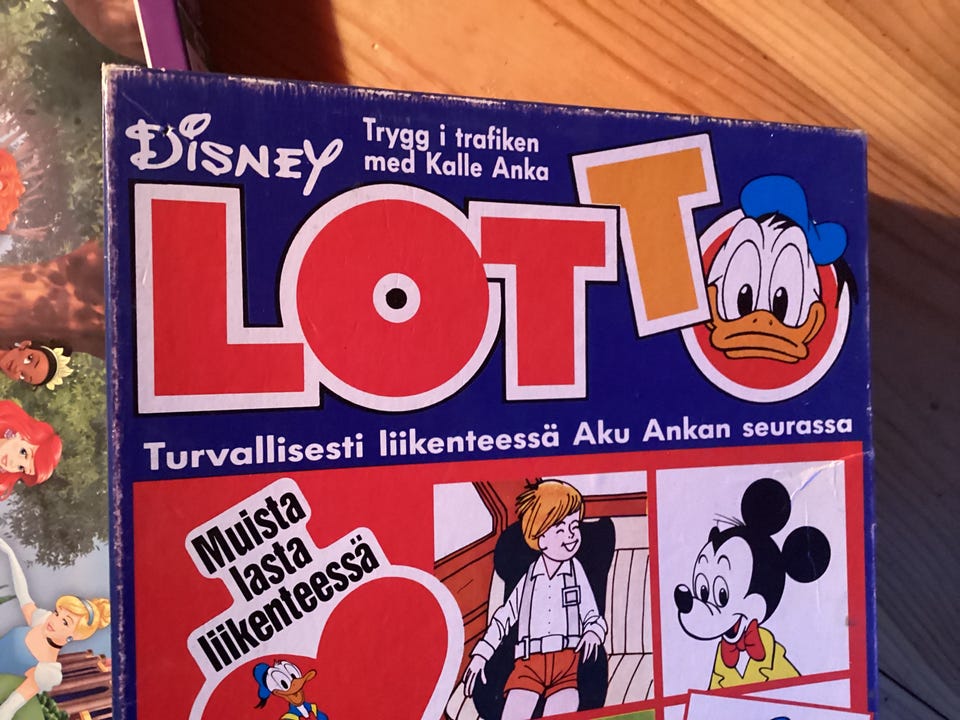 DISNEY
Trygg i trafiken
med Kalle Anka
LOTTO
Turvallisesti liikenteessä Aku Ankan seurassa
Muista
lasta
liikenteessä